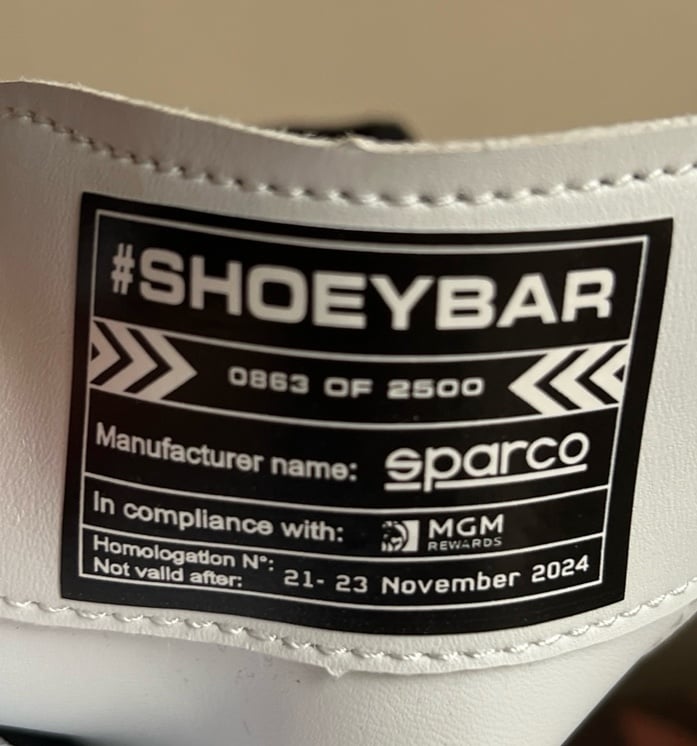 #SHOEYBAR
0863 OF 2500
Manufacturer name: sparco
In compliance with: MGM
REWARDS
Homologation N°:
Not valid after: 21- 23 November 2024